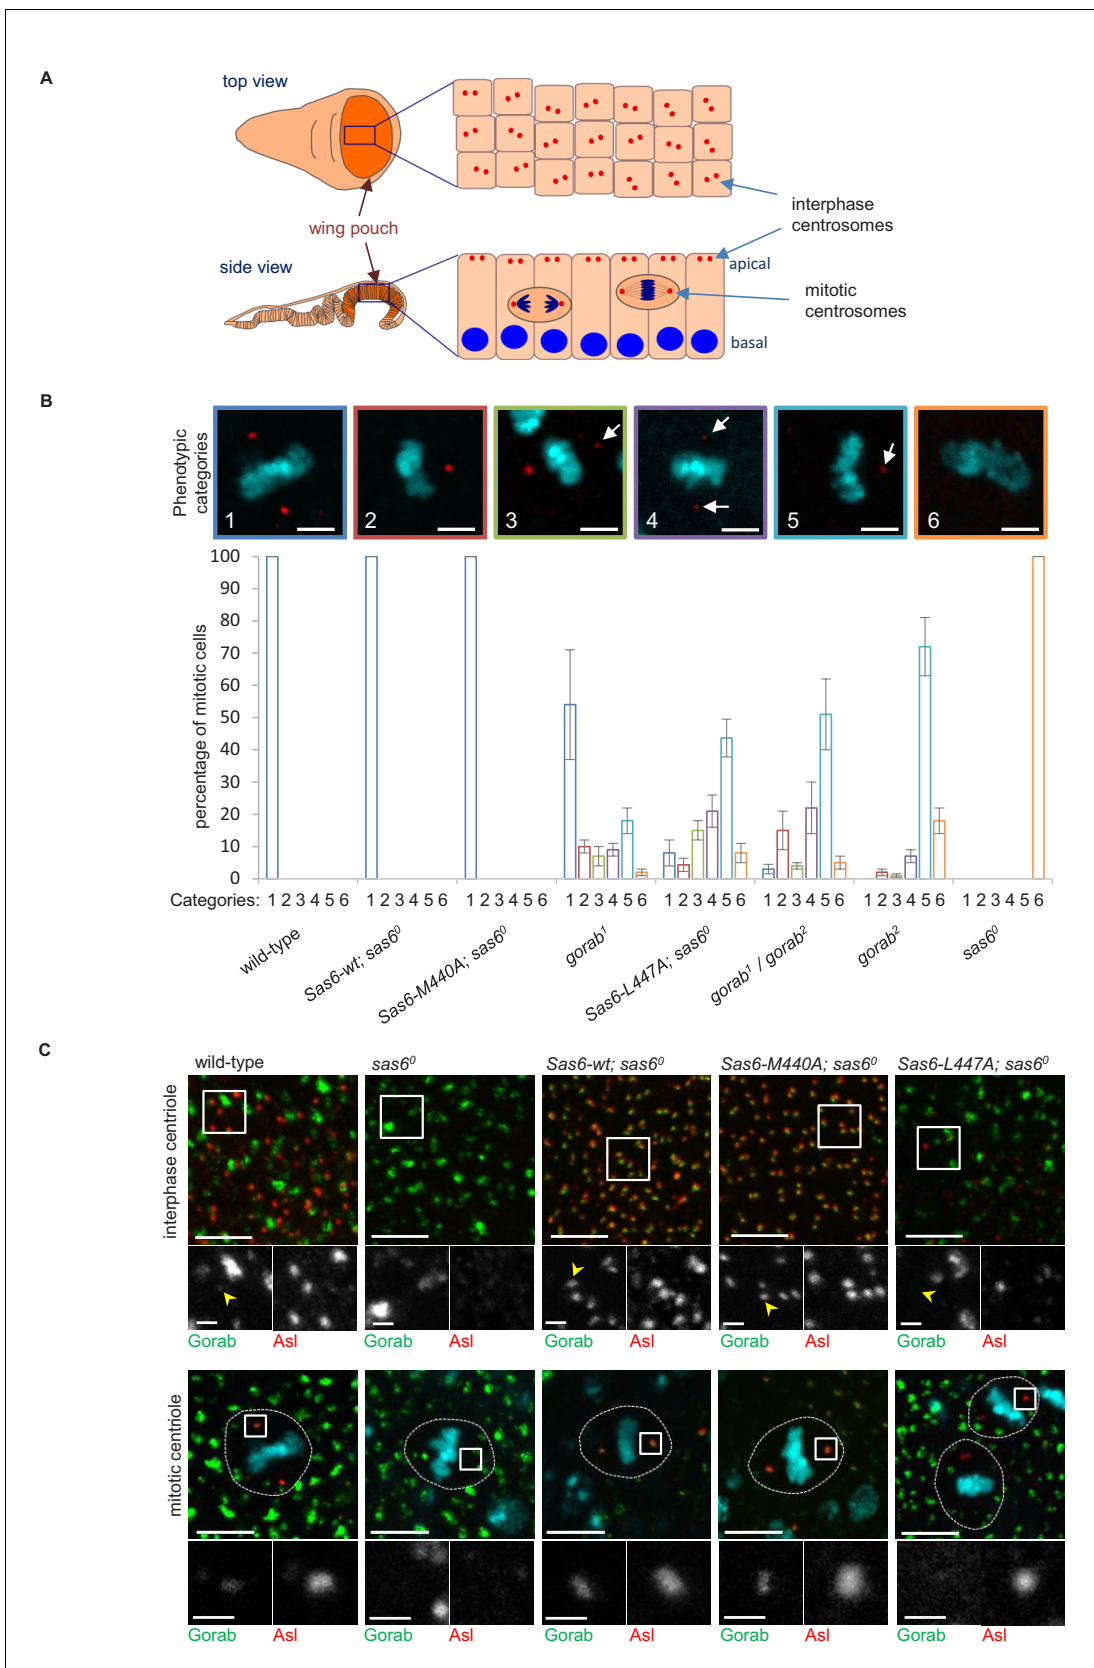 A
top view
wing pouch
interphase
centrosomes
side view
apical
mitotic
centrosomes
basal
B
Phenotypic
categories
1 2 3 4 5 6
percentage of mitotic cells
100
90
80
70
60
50
40
30
20
10
0
Categories: 1 2 3 4 5 6 1 2 3 4 5 6 1 2 3 4 5 6 1 2 3 4 5 6 1 2 3 4 5 6 1 2 3 4 5 6 1 2 3 4 5 6 1 2 3 4 5 6
wild-type
Sas6-wt; sas6⁰
Sas6-M440A; sas6⁰
gorab¹
Sas6-L447A; sas6⁰
gorab¹ / gorab²
gorab²
sas6⁰
C
wild-type sas6⁰ Sas6-wt; sas6⁰ Sas6-M440A; sas6⁰ Sas6-L447A; sas6⁰
interphase centriole
Gorab Asl Gorab Asl Gorab Asl Gorab Asl Gorab Asl
mitotic centriole
Gorab Asl Gorab Asl Gorab Asl Gorab Asl Gorab Asl